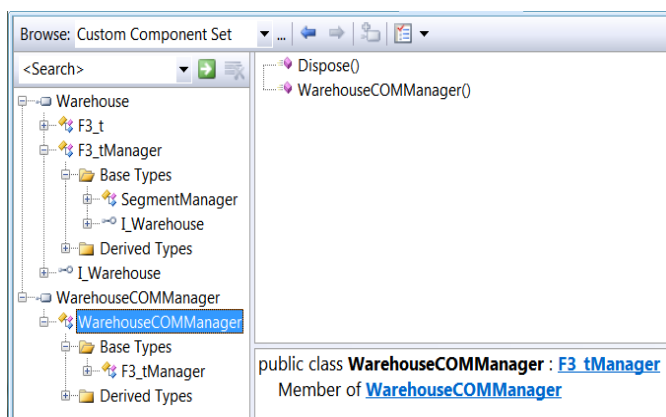 Browse: Custom Component Set ...
<Search>
Warehouse
F3_t
F3_tManager
Base Types
SegmentManager
I_Warehouse
Derived Types
I_Warehouse
WarehouseCOMManager
WarehouseCOMManager
Base Types
F3_tManager
Derived Types
Dispose()
WarehouseCOMManager()
public class WarehouseCOMManager : F3_tManager
Member of WarehouseCOMManager